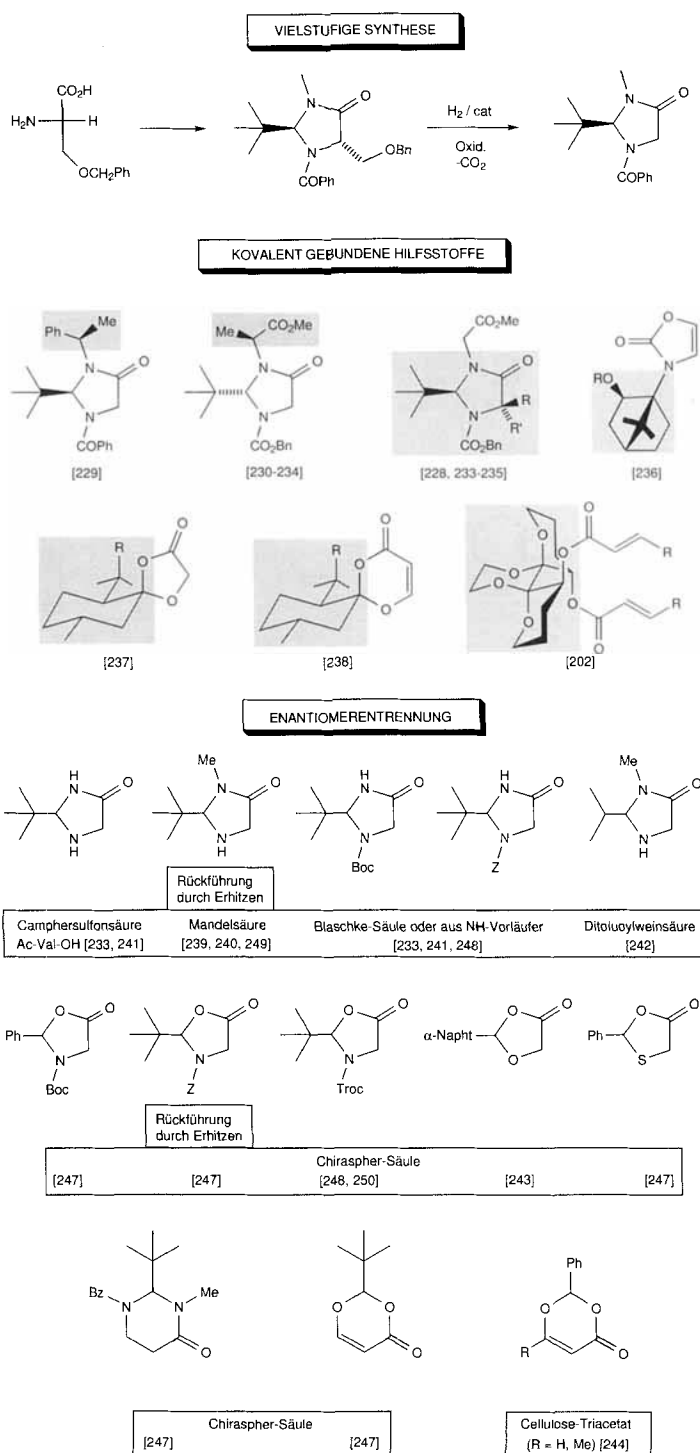 VIELSTUFIGE SYNTHESE
CO₂H
H₂N
H
OCH₂Ph
N
O
N
COPh
OBn
H₂ / cat
Oxid.
-CO₂
N
O
N
COPh
KOVALENT GEBUNDENE HILFSSTOFFE
Ph
Me
N
O
N
COPh
[229]
Me
CO₂Me
N
O
N
CO₂Bn
[230-234]
CO₂Me
N
O
N
R
R'
CO₂Bn
[228, 233-235]
O
O
N
RO
[236]
R
O
O
O
[237]
R
O
O
O
[238]
O
O
O
O
O
O
O
O
R
R
[202]
ENANTIOMERENTRENNUNG
H
N
O
N
H
Me
N
O
N
H
H
N
O
N
Boc
H
N
O
N
Z
Me
N
O
N
H
Rückführung
durch Erhitzen
Camphersulfonsäure
Ac-Val-OH [233, 241]
Mandelsäure
[239, 240, 249]
Blaschke-Säule oder aus NH-Vorläufer
[233, 241, 248]
Ditoluoylweinsäure
[242]
Ph
O
O
N
Boc
O
O
N
Z
O
O
N
Troc
α-Napht
O
O
O
Ph
O
O
S
Rückführung
durch Erhitzen
Chiraspher-Säule
[247] [247] [248, 250] [243] [247]
Bz
N
N
Me
O
O
O
O
Ph
O
O
R
O
Chiraspher-Säule
[247] [247]
Cellulose-Triacetat
(R = H, Me) [244]